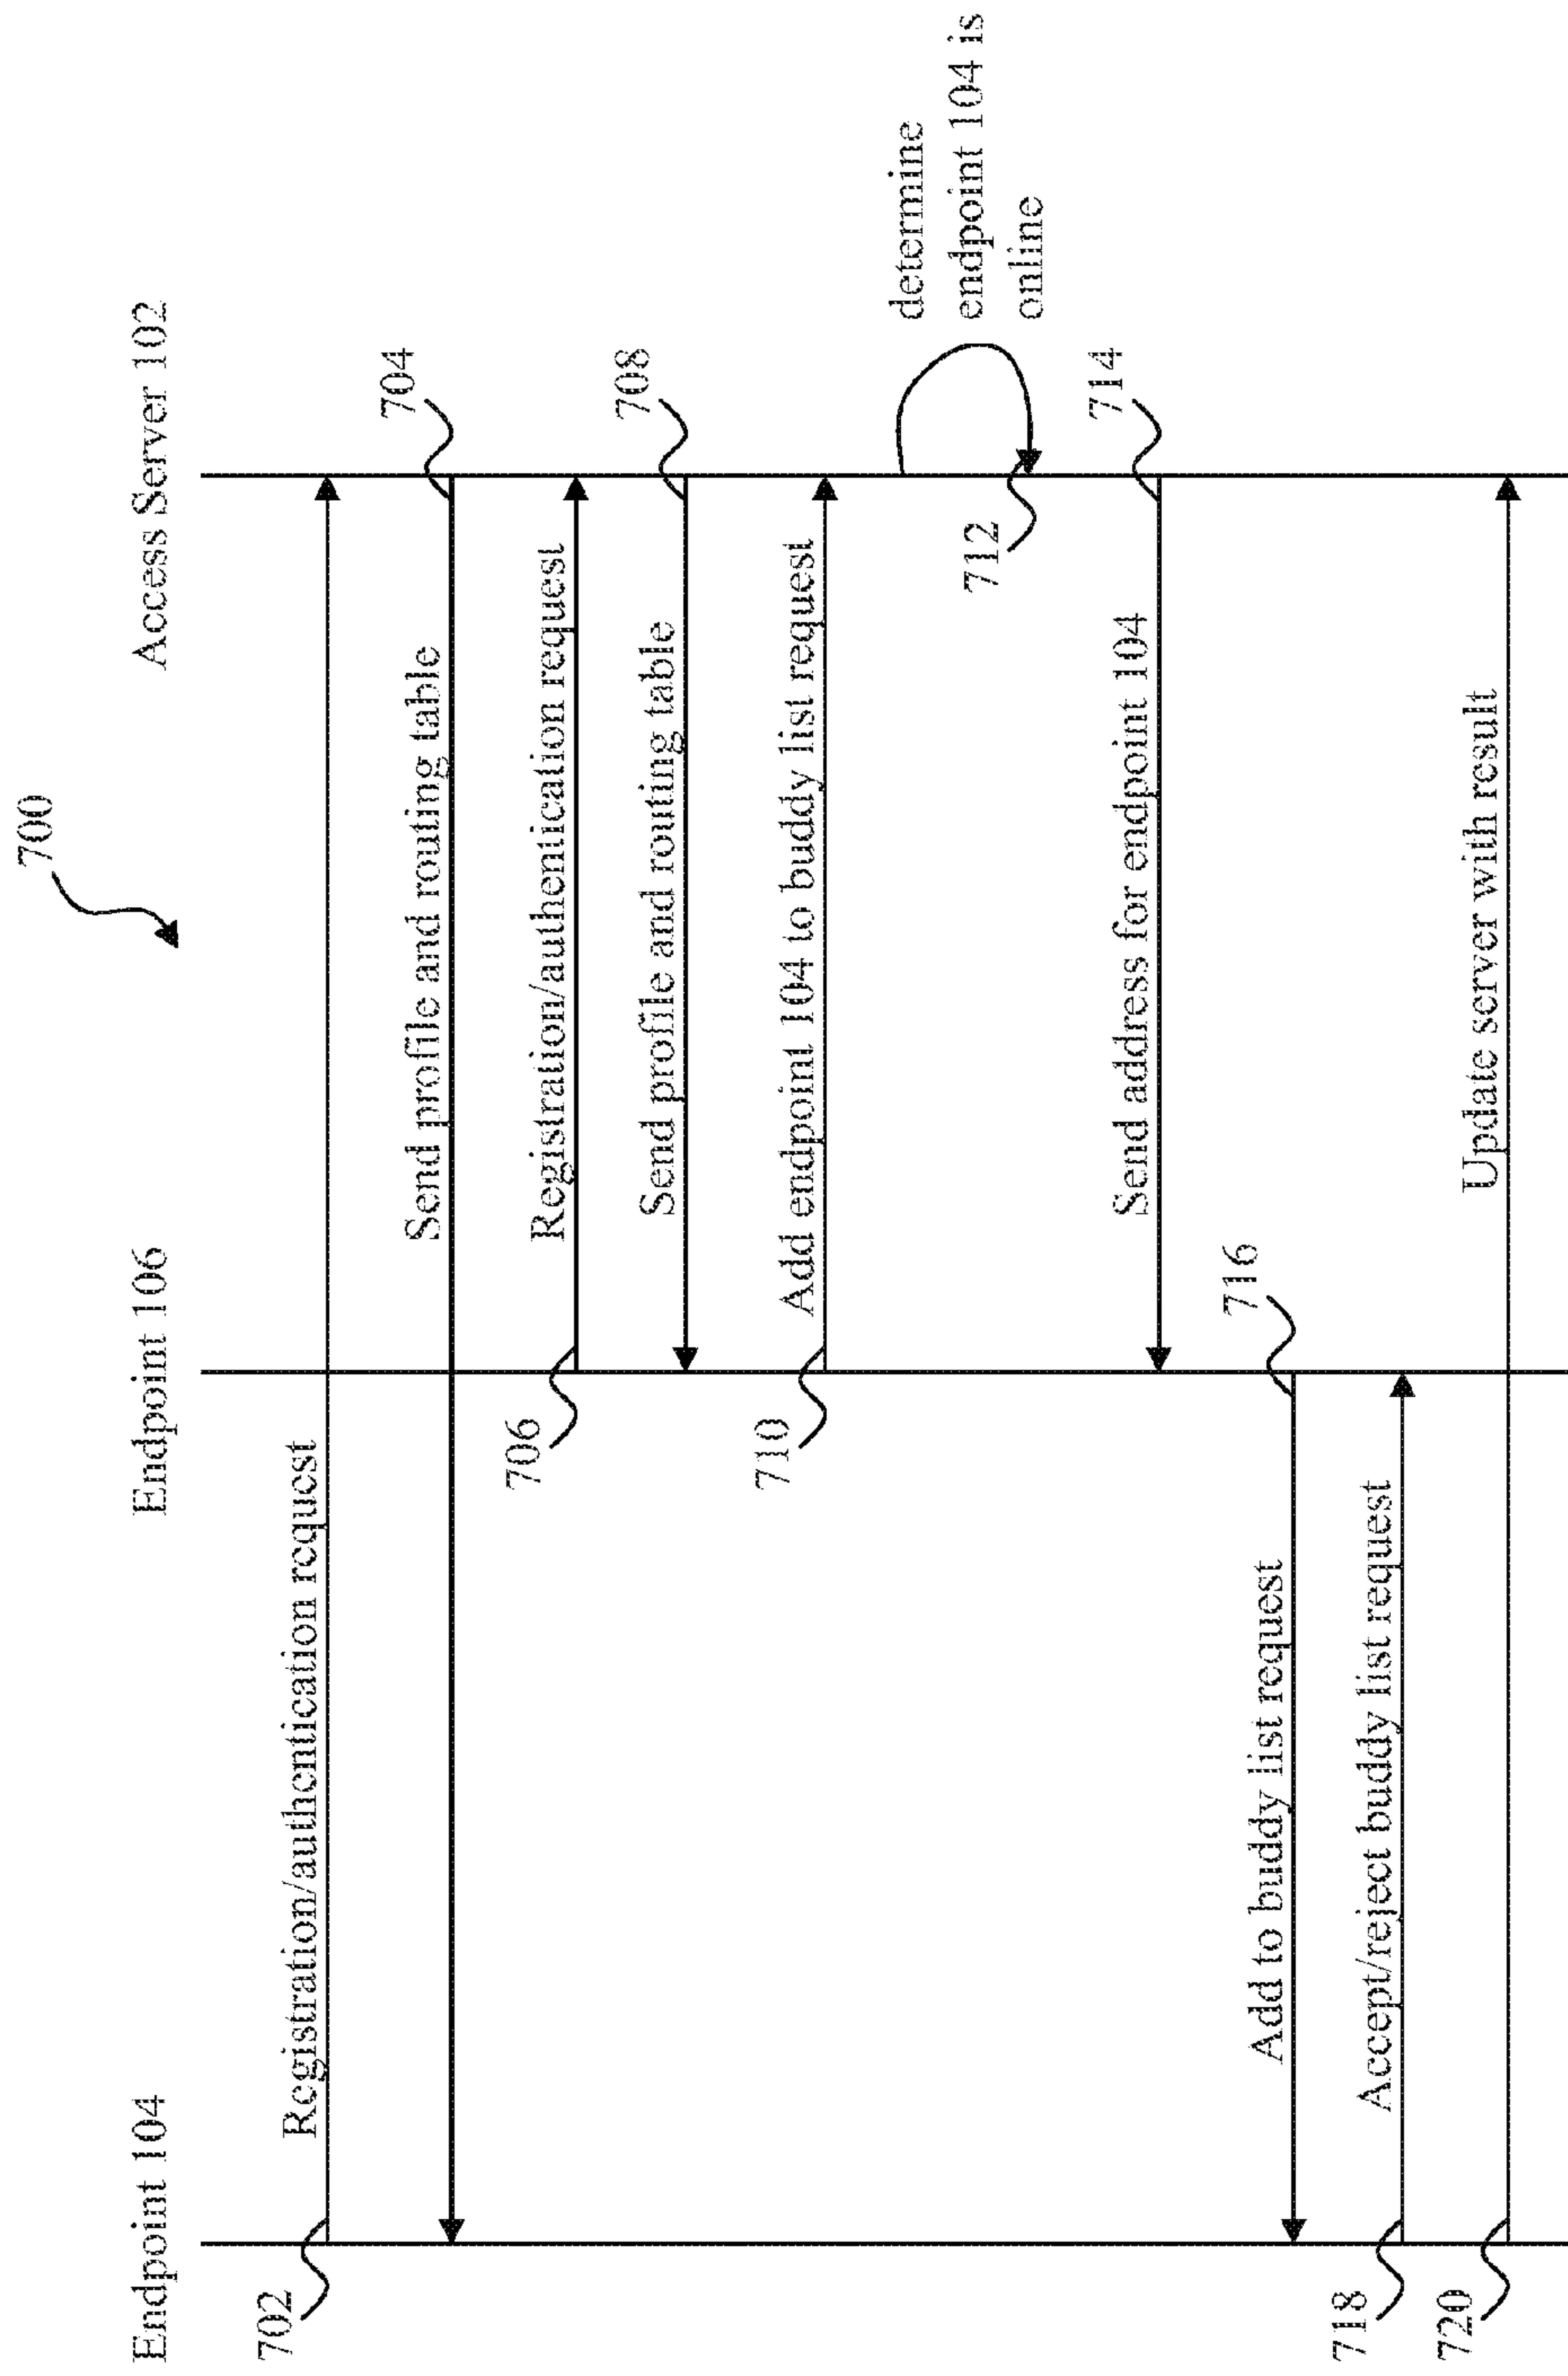 700
Endpoint 104
Endpoint 106
Access Server 102
702
Registration/authentication request
704
Send profile and routing table
Registration/authentication request
706
708
Send profile and routing table
Add endpoint 104 to buddy list request
710
determine
endpoint 104 is
online
712
714
Send address for endpoint 104
716
Add to buddy list request
Accept/reject buddy list request
718
Update server with result
720